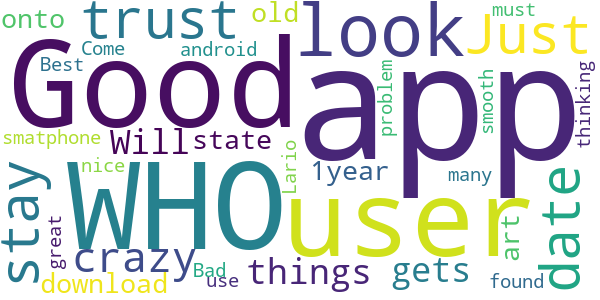 onto
trust
old
look
must
Just
Come
android
Best
Good
app
problem
smooth
thinking
smatphone
Will
state
nice
WHO
user
Lario
1year
many
stay
date
art
great
crazy
things
gets
Bad
use
found
download